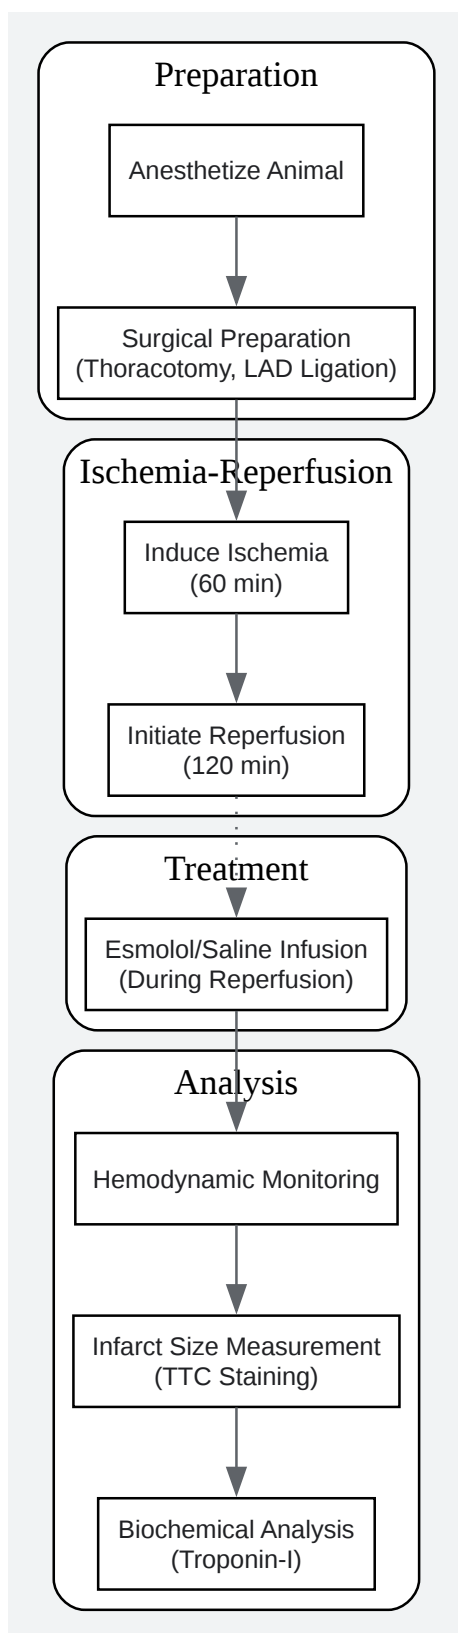 Preparation
Anesthetize Animal
Surgical Preparation
(Thoracotomy, LAD Ligation)
Ischemia-Reperfusion
Induce Ischemia
(60 min)
Initiate Reperfusion
(120 min)
Treatment
Esmolol/Saline Infusion
(During Reperfusion)
Analysis
Hemodynamic Monitoring
Infarct Size Measurement
(TTC Staining)
Biochemical Analysis
(Troponin-I)